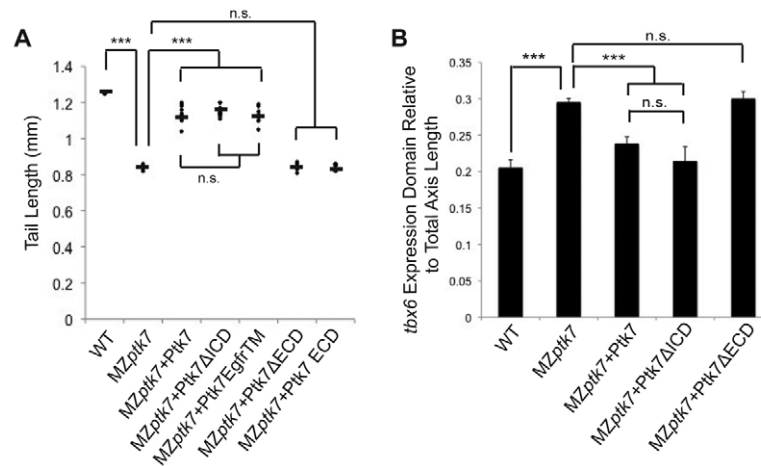 A
n.s.
***
***
Tail Length (mm)
1.4
1.2
1
0.8
0.6
0.4
0.2
0
n.s.
WT
MZptk7
MZptk7+Ptk7
MZptk7+Ptk7ΔICD
MZptk7+Ptk7EgfrTM
MZptk7+Ptk7ΔECD
MZptk7+Ptk7 ECD
B
n.s.
***
***
n.s.
tbx6 Expression Domain Relative
to Total Axis Length
0.35
0.3
0.25
0.2
0.15
0.1
0.05
0
WT
MZptk7
MZptk7+Ptk7
MZptk7+Ptk7ΔICD
MZptk7+Ptk7ΔECD